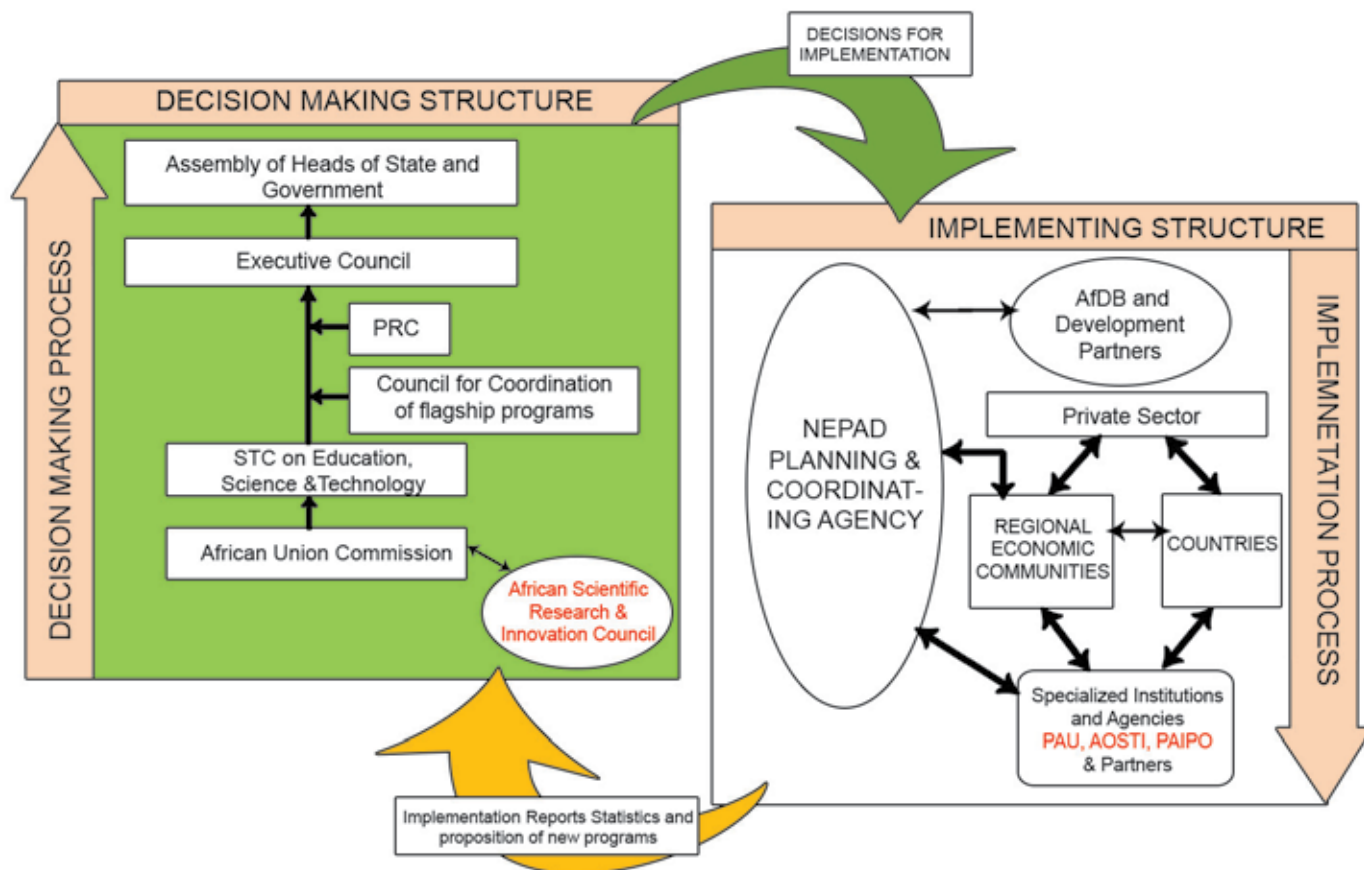 DECISIONS FOR
IMPLEMENTATION
DECISION MAKING STRUCTURE
DECISION MAKING PROCESS
Assembly of Heads of State and
Government
Executive Council
PRC
Council for Coordination
of flagship programs
STC on Education,
Science &Technology
African Union Commission
African Scientific
Research &
Innovation Council
IMPLEMENTING STRUCTURE
IMPLEMNETATION PROCESS
AfDB and
Development
Partners
Private Sector
NEPAD
PLANNING &
COORDINAT-
ING AGENCY
REGIONAL
ECONOMIC
COMMUNITIES
COUNTRIES
Specialized Institutions
and Agencies
PAU, AOSTI, PAIPO
& Partners
Implementation Reports Statistics and
proposition of new programs